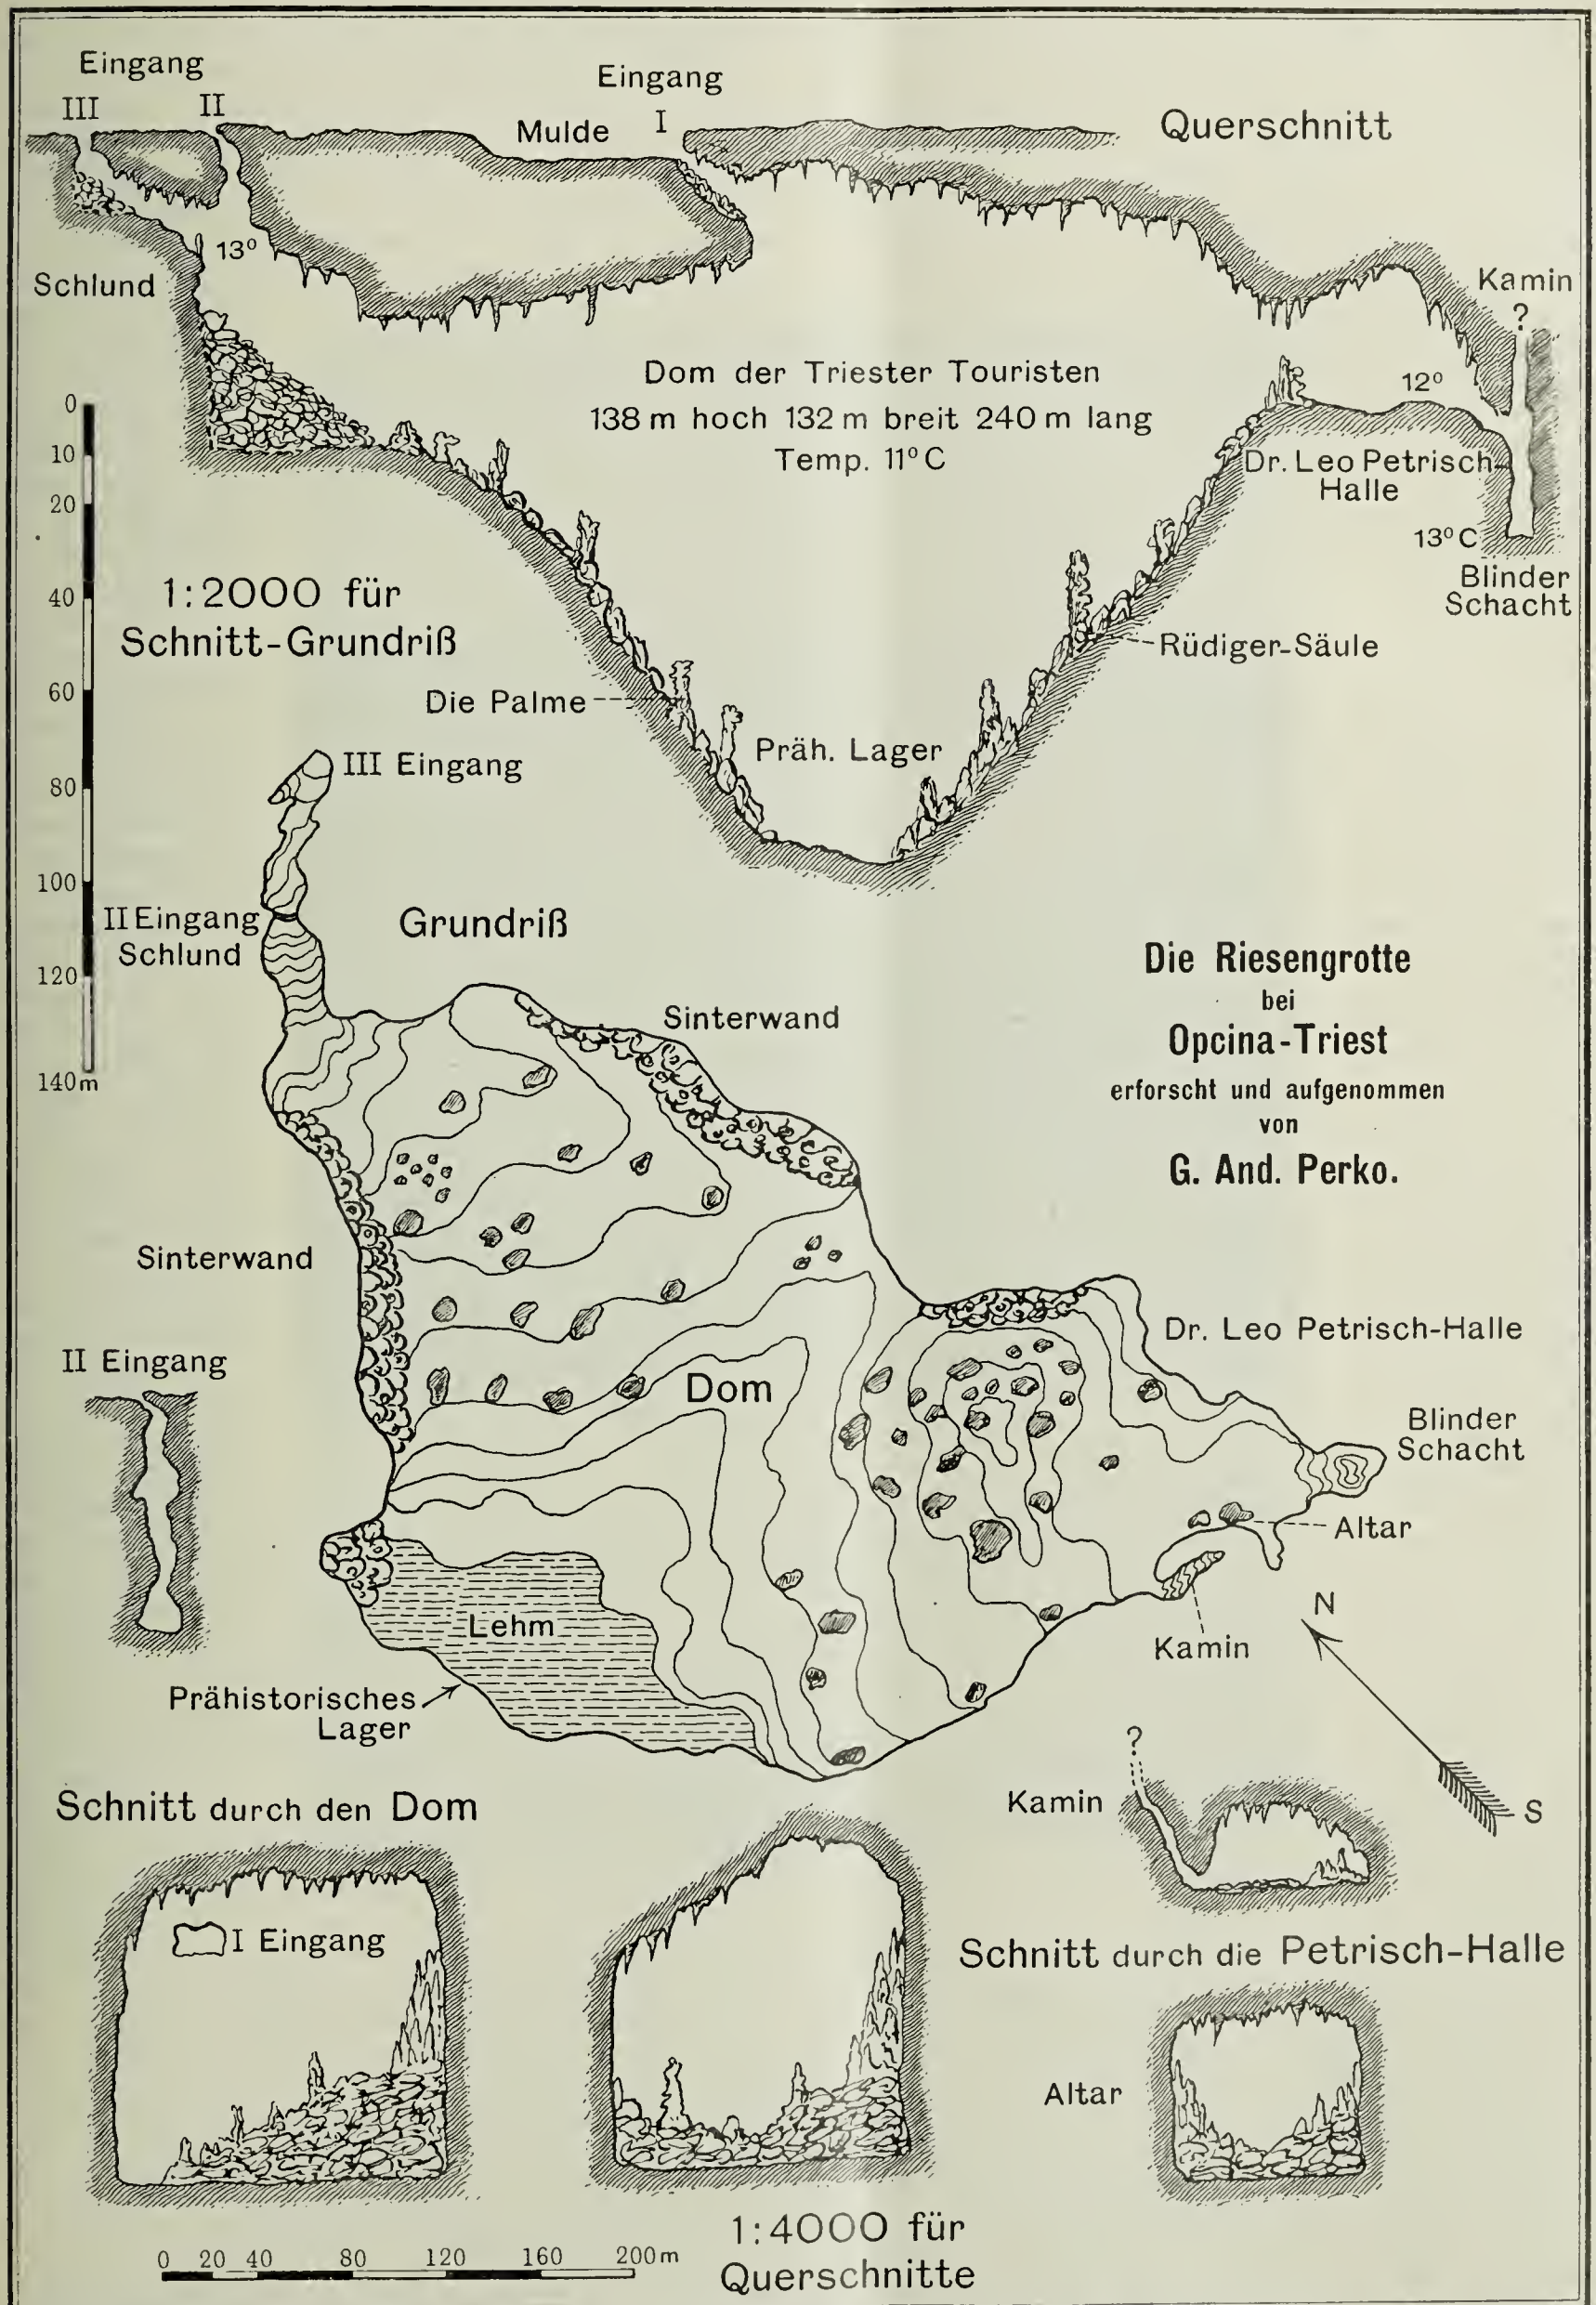 Eingang
III
II
Eingang
I
Mulde
Querschnitt
13°
Schlund
Kamin
?
Dom der Triester Touristen
138 m hoch 132 m breit 240 m lang
Temp. 11° C
12°
Dr. Leo Petrisch-
Halle
13° C
Blinder
Schacht
0
10
20
40
60
80
100
120
140 m
1:2000 für
Schnitt-Grundriß
Rüdiger-Säule
Die Palme
Präh. Lager
III Eingang
II Eingang
Schlund
Grundriß
Sinterwand
Die Riesengrotte
bei
Opcina-Triest
erforscht und aufgenommen
von
G. And. Perko.
Sinterwand
Dr. Leo Petrisch-Halle
II Eingang
Dom
Blinder
Schacht
Altar
Lehm
Kamin
N
S
Prähistorisches
Lager
?
Kamin
Schnitt durch den Dom
I Eingang
Schnitt durch die Petrisch-Halle
Altar
1:4000 für
Querschnitte
0 20 40 80 120 160 200 m